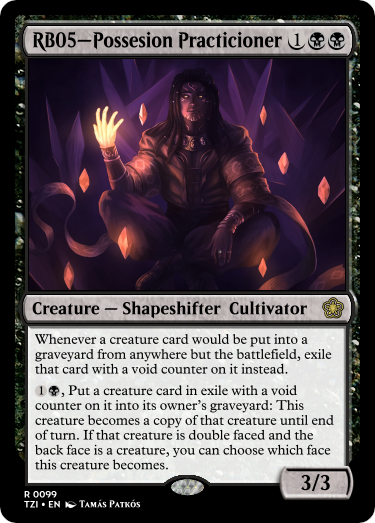 RB05—Possesion Practicioner 1
Creature — Shapeshifter Cultivator
Whenever a creature card would be put into a
graveyard from anywhere but the battlefield, exile
that card with a void counter on it instead.
1, Put a creature card in exile with a void
counter on it into its owner's graveyard: This
creature becomes a copy of that creature until end
of turn. If that creature is double faced and the
back face is a creature, you can choose which face
this creature becomes.
3/3
R 0099
TZI • EN Tamás Patkós